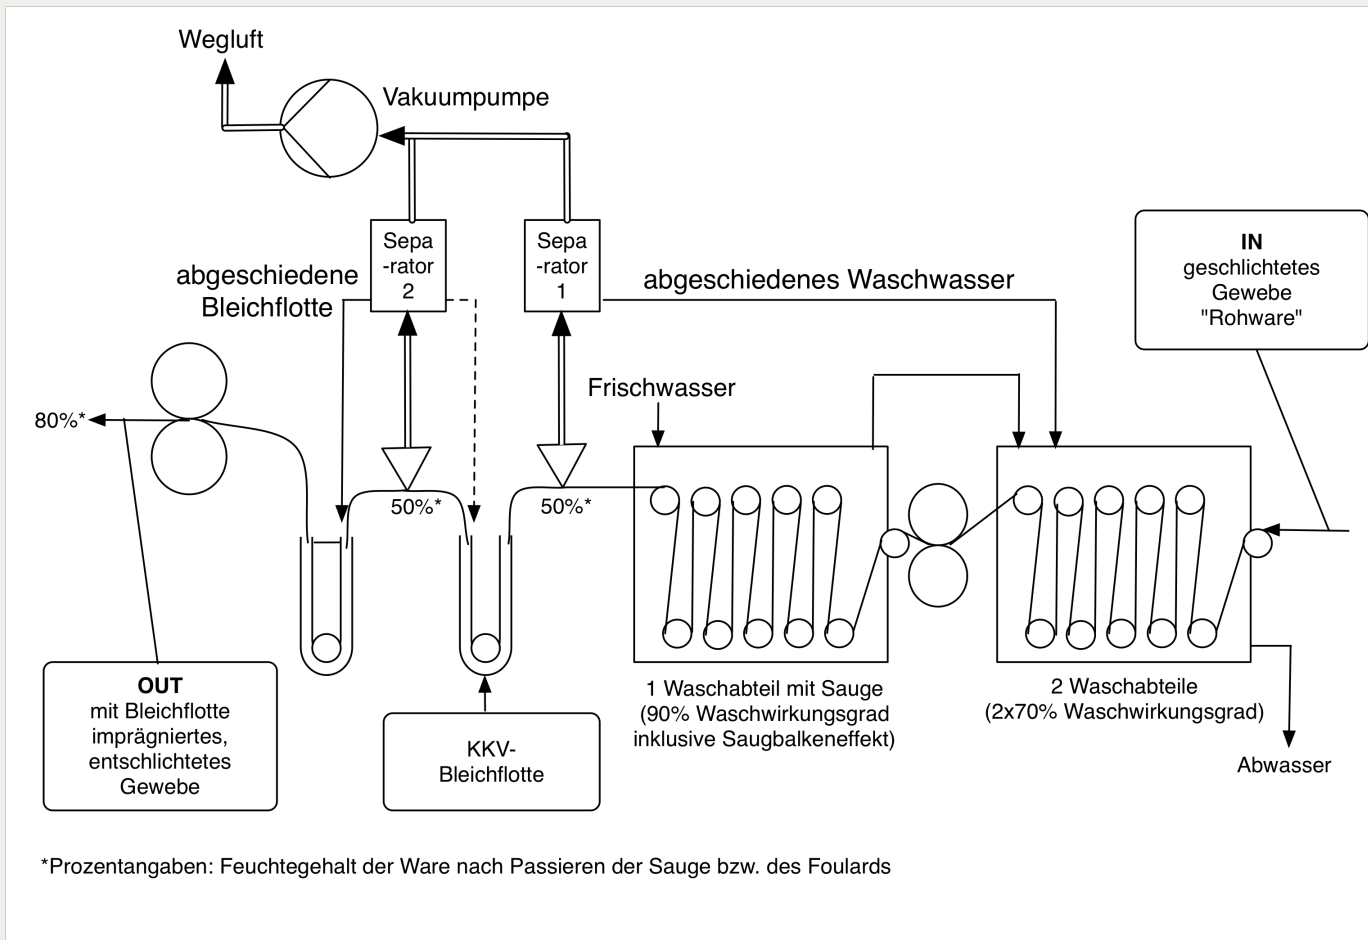 Wegluft
Vakuumpumpe
Sepa
-rator
2
Sepa
-rator
1
abgeschiedene
Bleichflotte
abgeschiedenes Waschwasser
IN
geschlichtetes
Gewebe
"Rohware"
Frischwasser
80%*
50%*
50%*
OUT
mit Bleichflotte
imprägniertes,
entschlichtetes
Gewebe
KKV-
Bleichflotte
1 Waschabteil mit Sauge
(90% Waschwirkungsgrad
inklusive Saugbalkeneffekt)
2 Waschabteile
(2x70% Waschwirkungsgrad)
Abwasser
*Prozentangaben: Feuchtegehalt der Ware nach Passieren der Sauge bzw. des Foulards